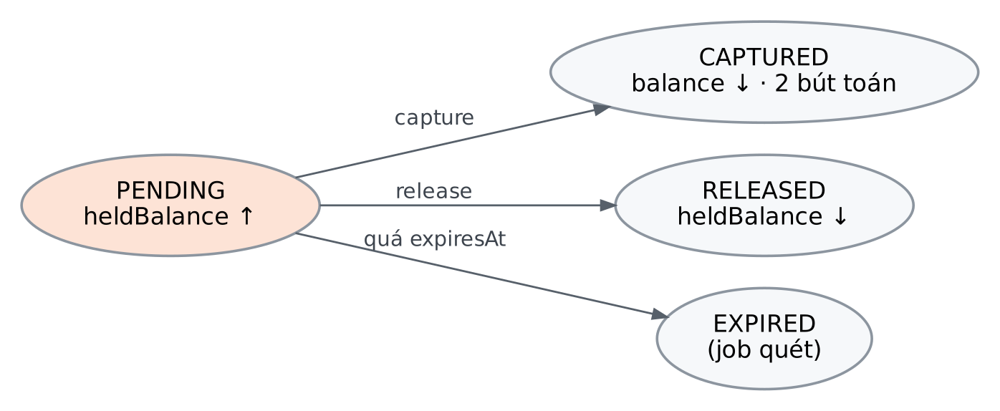 CAPTURED
balance ↓ · 2 bút toán
capture
PENDING
heldBalance ↑
release
RELEASED
heldBalance ↓
quá expiresAt
EXPIRED
(job quét)